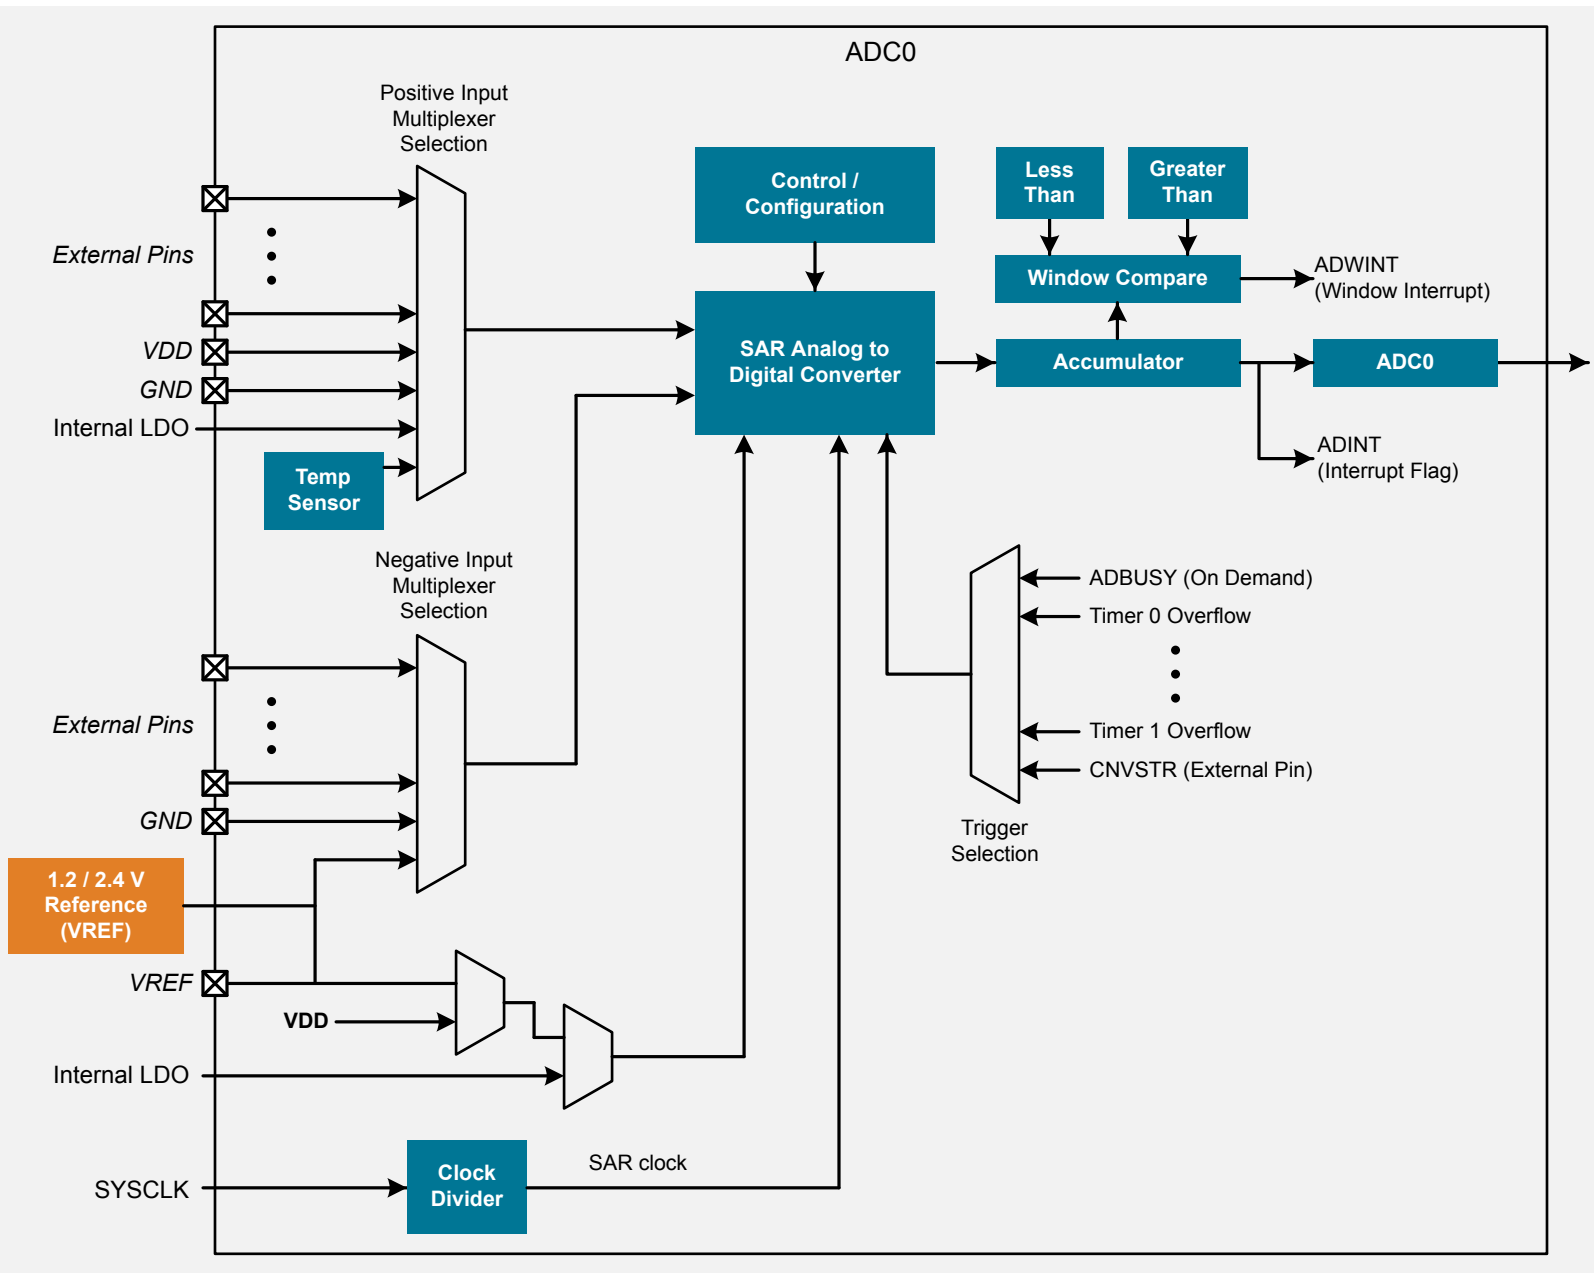 ADC0
Positive Input
Multiplexer
Selection
External Pins
VDD
GND
Internal LDO
Temp
Sensor
Control /
Configuration
SAR Analog to
Digital Converter
Less
Than
Greater
Than
Window Compare
ADWINT
(Window Interrupt)
Accumulator
ADC0
ADINT
(Interrupt Flag)
Negative Input
Multiplexer
Selection
External Pins
GND
1.2 / 2.4 V
Reference
(VREF)
VREF
VDD
Internal LDO
ADBUSY (On Demand)
Timer 0 Overflow
Timer 1 Overflow
CNVSTR (External Pin)
Trigger
Selection
SYSCLK
Clock
Divider
SAR clock